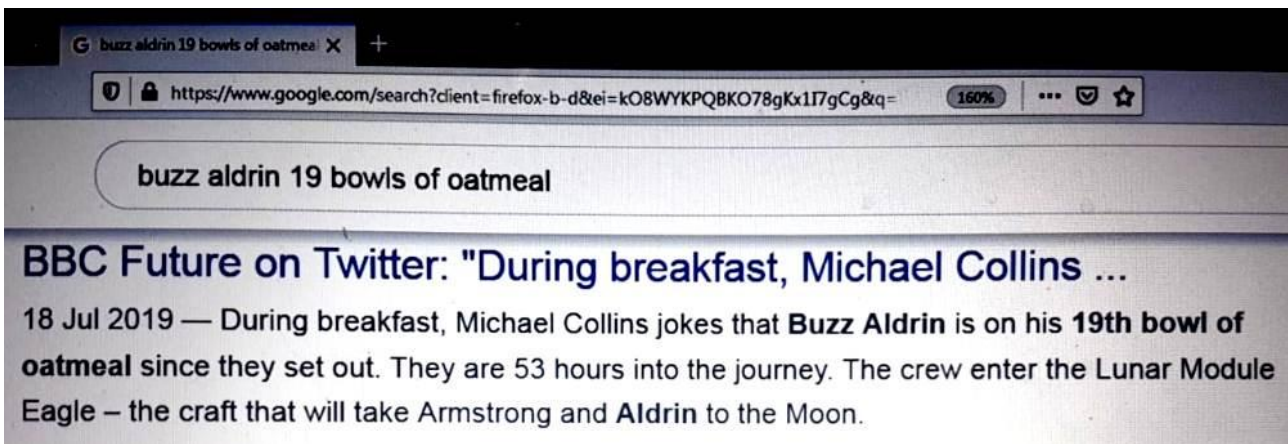 G buzz aldrin 19 bowls of oatmeal
https://www.google.com/search?client=firefox-b-d&ei=kO8WYKPQBKO78gKx1I7gCg&q= 160%
buzz aldrin 19 bowls of oatmeal
BBC Future on Twitter: "During breakfast, Michael Collins ...
18 Jul 2019 — During breakfast, Michael Collins jokes that Buzz Aldrin is on his 19th bowl of
oatmeal since they set out. They are 53 hours into the journey. The crew enter the Lunar Module
Eagle – the craft that will take Armstrong and Aldrin to the Moon.